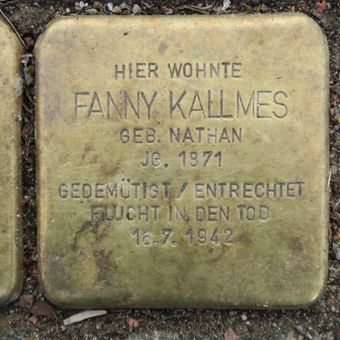 HIER WOHNTE
FANNY KALLMES
GEB. NATHAN
JG. 1871
GEDEMÜTIGT / ENTRECHTET
FLUCHT IN DEN TOD
16.7. 1942